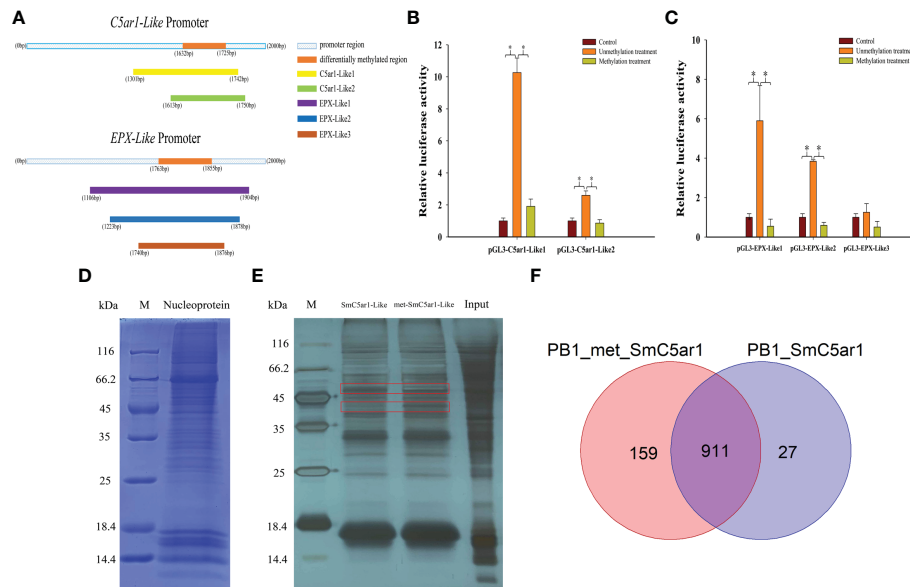 A
C5ar1-Like Promoter
(0bp)
(2000bp)
(1632bp)
(1725bp)
(1301bp)
(1742bp)
(1613bp)
(1750bp)
EPX-Like Promoter
(0bp)
(2000bp)
(1763bp)
(1855bp)
(1106bp)
(1904bp)
(1223bp)
(1878bp)
(1740bp)
(1876bp)
promoter region
differentially methylated region
C5ar1-Like1
C5ar1-Like2
EPX-Like1
EPX-Like2
EPX-Like3
B
Relative luciferase activity
12
10
8
6
4
2
0
Control
Unmethylation treatment
Methylation treatment
* *
* *
pGL3-C5ar1-Like1
pGL3-C5ar1-Like2
C
Relative luciferase activity
10
8
6
4
2
0
Control
Unmethylation treatme
Methylation treatment
* *
* *
pGL3-EPX-Like1
pGL3-EPX-Like2
pGL3-EPX-Like3
D
kDa
M
Nucleoprotein
116
66.2
45
35
25
18.4
14.4
E
kDa
M
SmC5ar1-Like
met-SmC5ar1-Like
Input
116
66.2
45
35
25
18.4
14.4
F
PB1_met_SmC5ar1
PB1_SmC5ar1
159
911
27